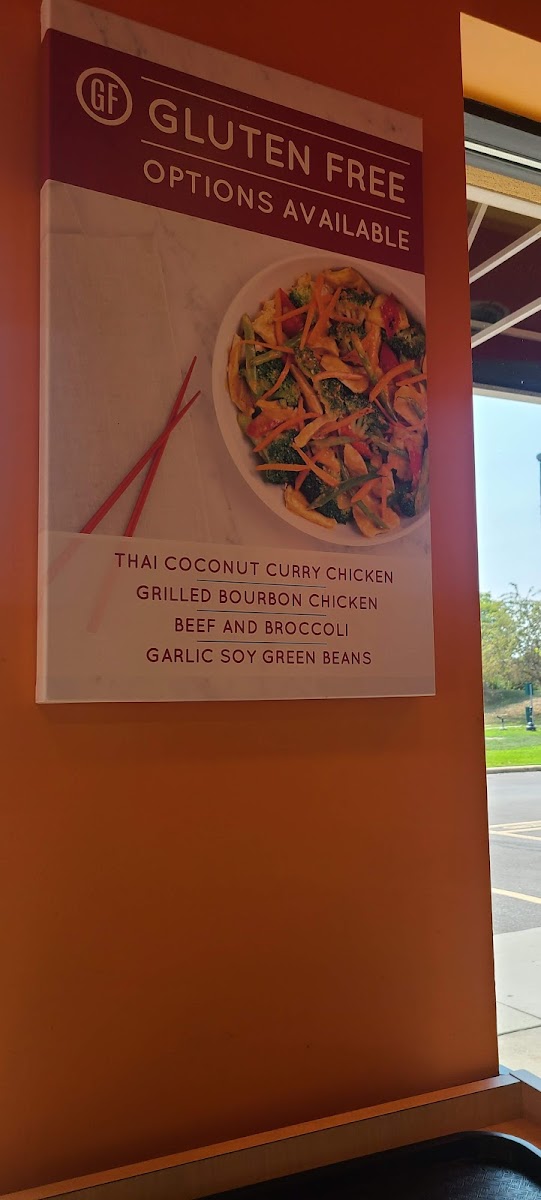 GF
GLUTEN FREE
OPTIONS AVAILABLE
THAI COCONUT CURRY CHICKEN
GRILLED BOURBON CHICKEN
BEEF AND BROCCOLI
GARLIC SOY GREEN BEANS